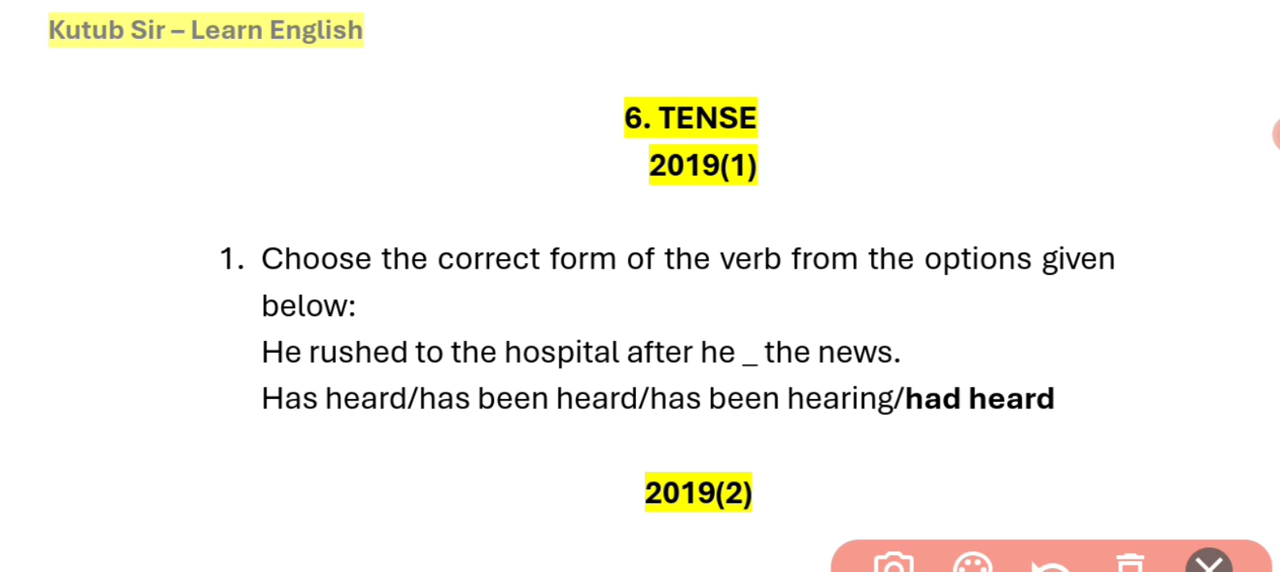 Kutub Sir – Learn English
6. TENSE
2019(1)
1. Choose the correct form of the verb from the options given
below:
He rushed to the hospital after he _ the news.
Has heard/has been heard/has been hearing/had heard
2019(2)